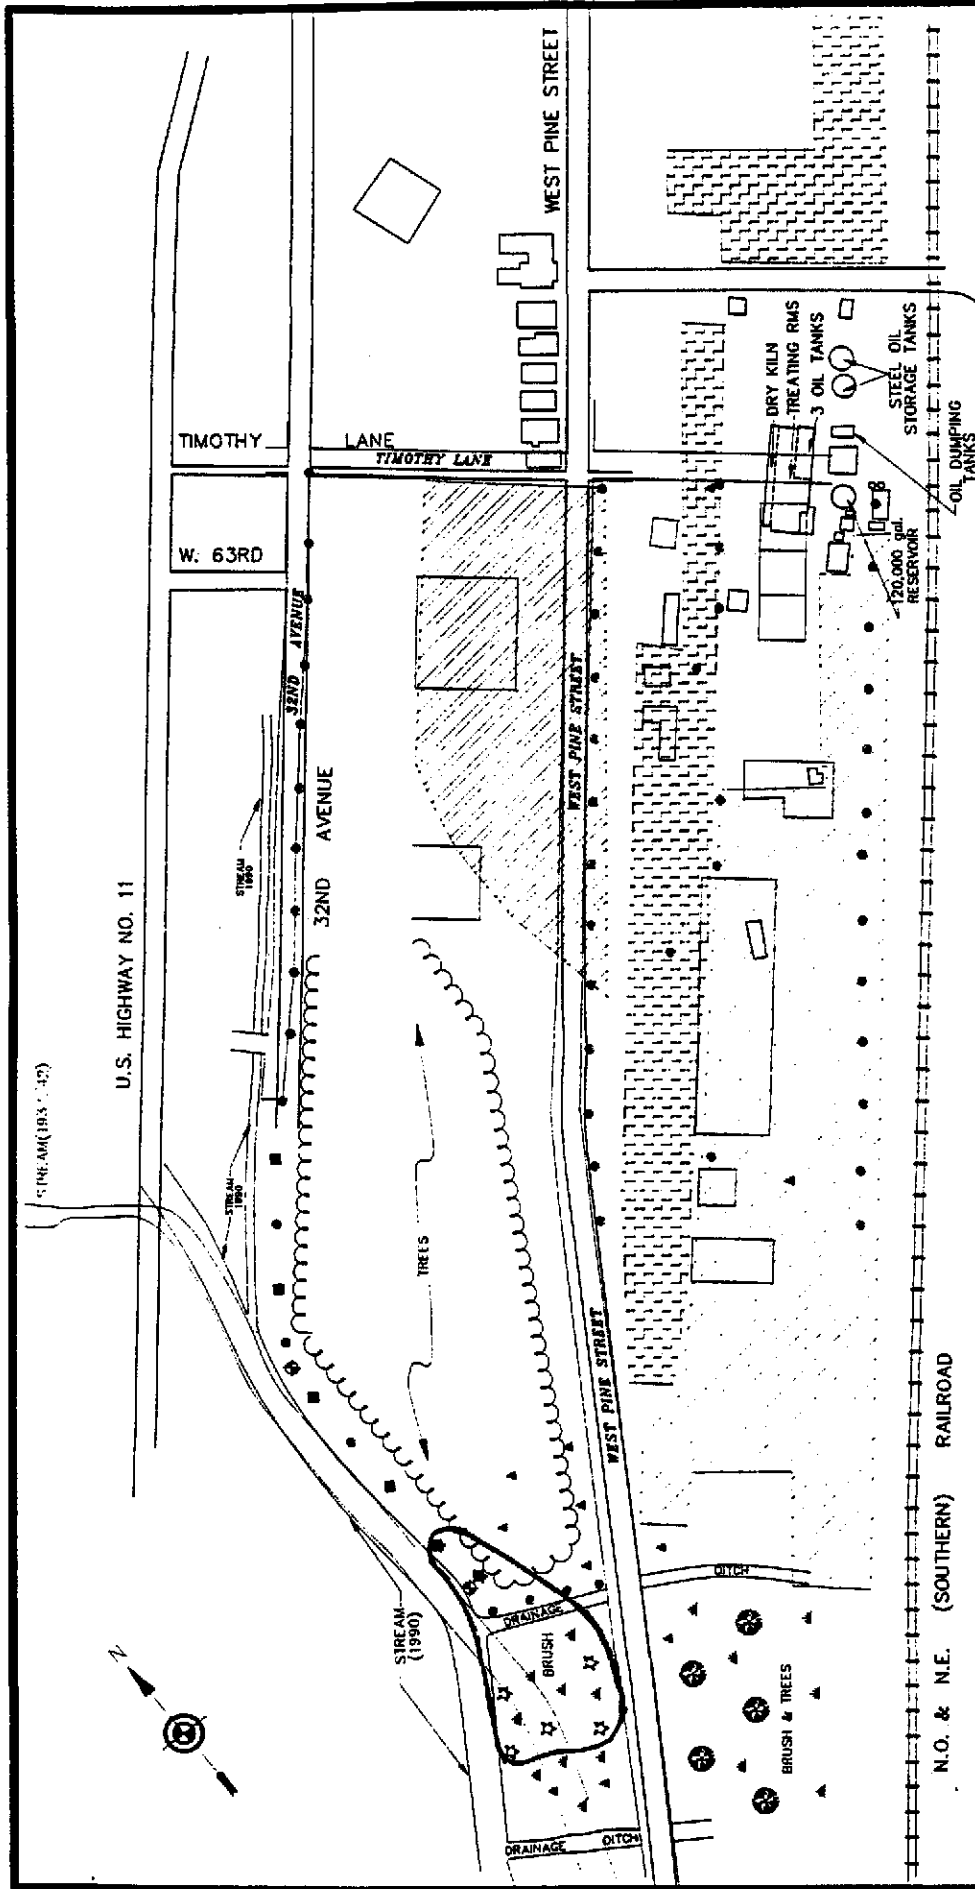 WEST PINE STREET
TIMOTHY LANE
TIMOTHY LANE
W. 63RD
32ND AVENUE
32ND AVENUE
STREAM
1990
U.S. HIGHWAY NO. 11
STREAM
1990
TREES
WEST PINE STREET
WEST PINE STREET
DRY KILN
TREATING RMS
3 OIL TANKS
STEEL OIL
STORAGE TANKS
OIL DUMPING
TANKS
120,000 gal.
RESERVOIR
STREAM
(1990)
DRAINAGE
DITCH
BRUSH
DRAINAGE DITCH
BRUSH & TREES
N
N.O. & N.E. (SOUTHERN) RAILROAD